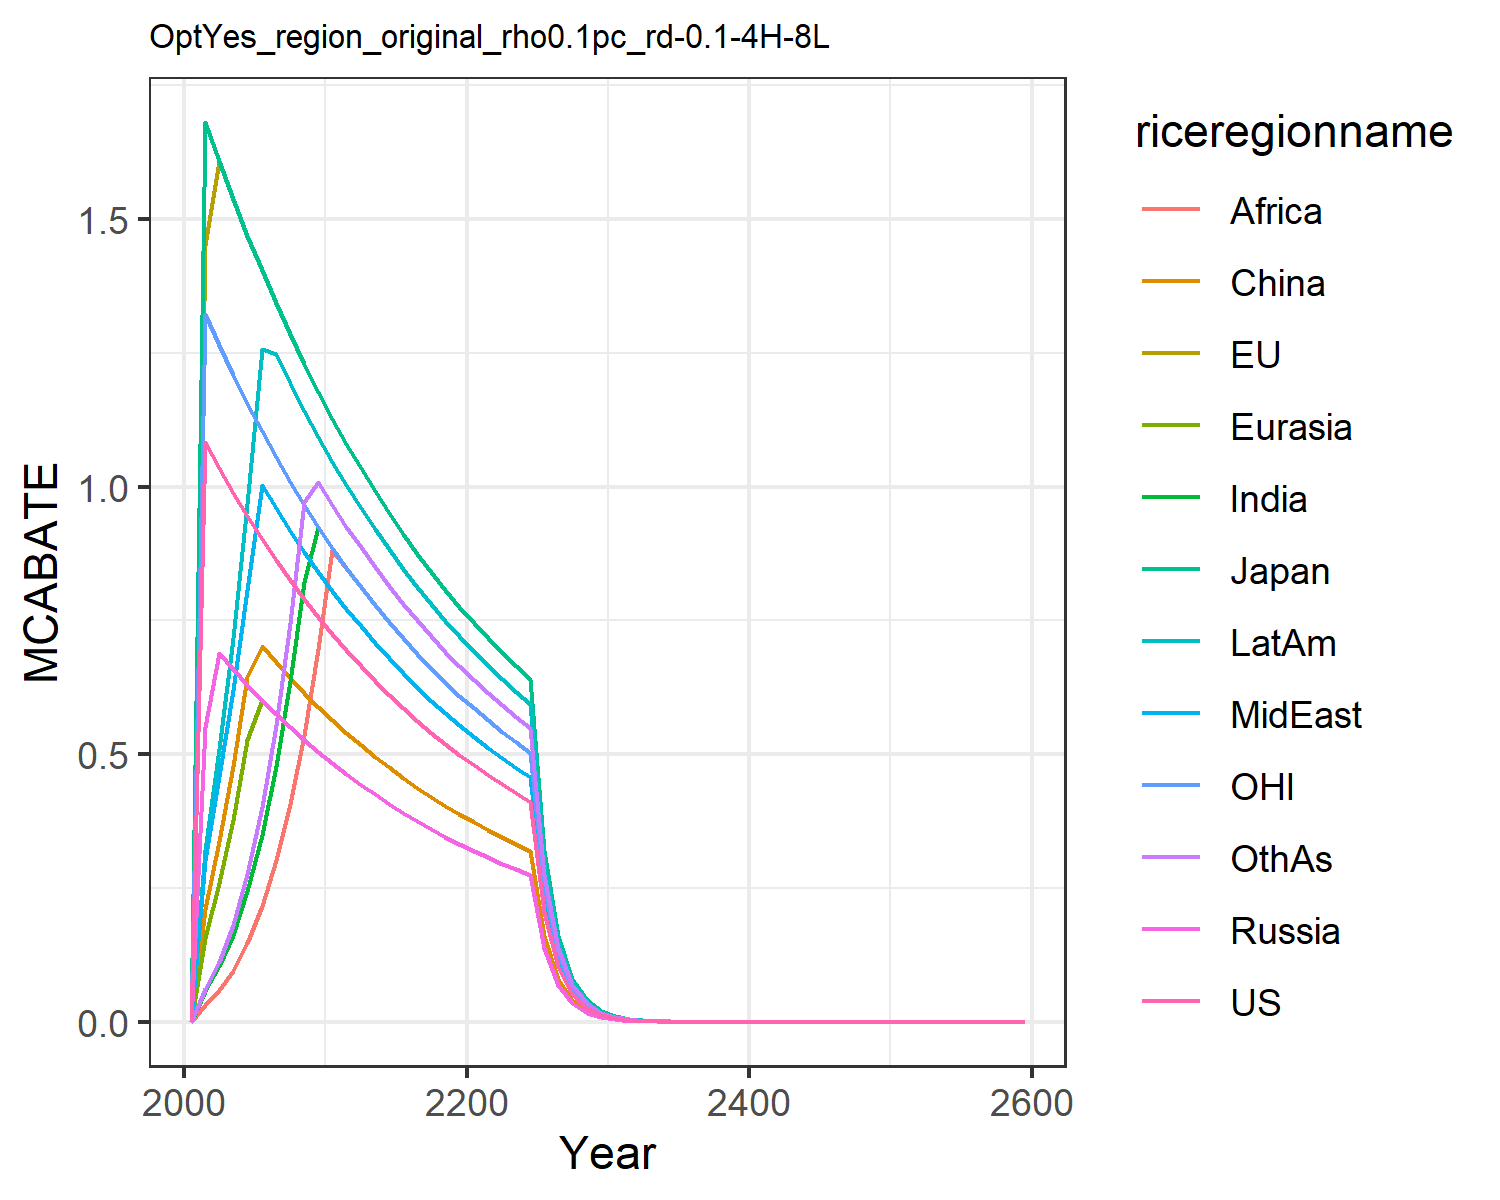 OptYes_region_original_rho0.1pc_rd-0.1-4H-8L
riceregionname
Africa
China
EU
Eurasia
India
Japan
LatAm
MidEast
OHI
OthAs
Russia
US
MCABATE
1.5
1.0
0.5
0.0
2000 2200 2400 2600
Year